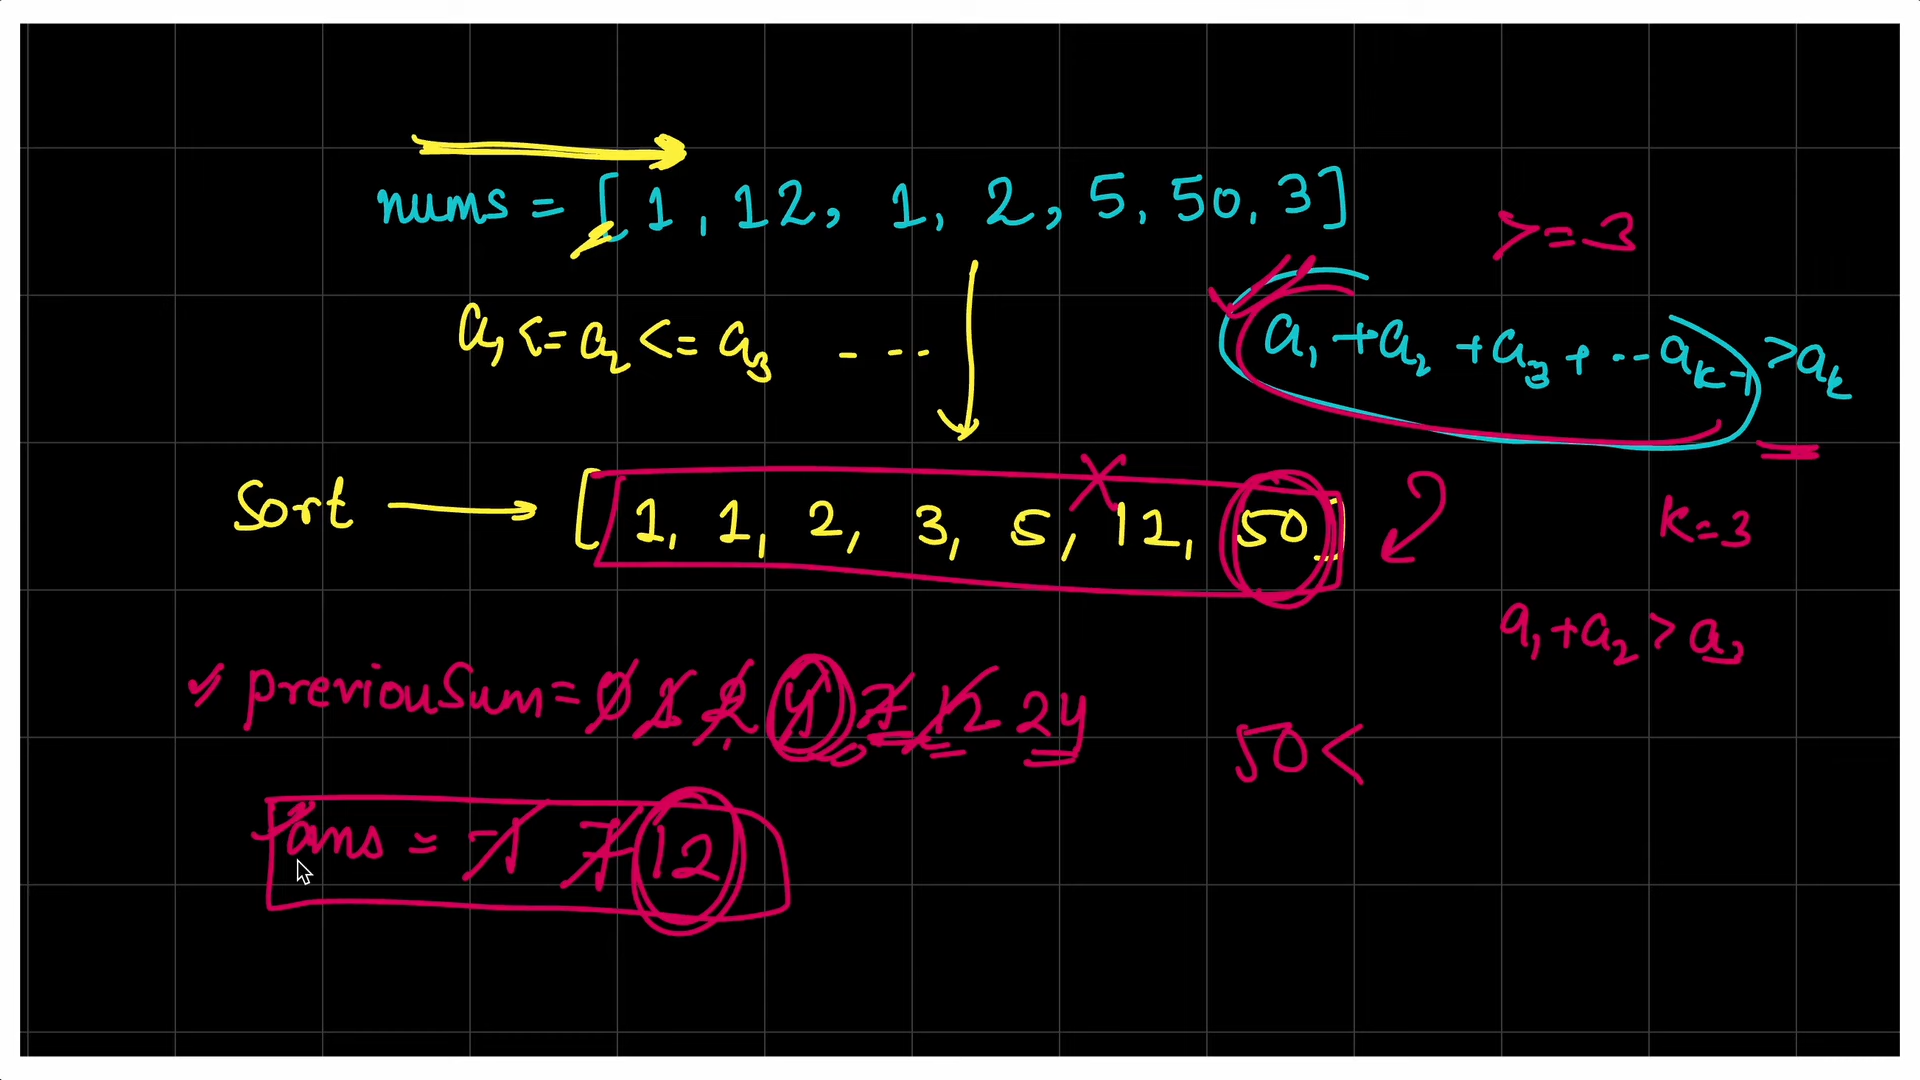 nums = [ 1, 12, 1, 2, 5, 50, 3 ]
>= 3
a1 <= a2 <= a3 - - - -
a1 + a2 + a3 + -- ak-1 > ak
Sort → [ 1, 1, 2, 3, 5, 12, 50 ]
k = 3
a1 + a2 > a3
previouSum = 0 1 2 4 7 12 24
50 <
ans = -1 7 12